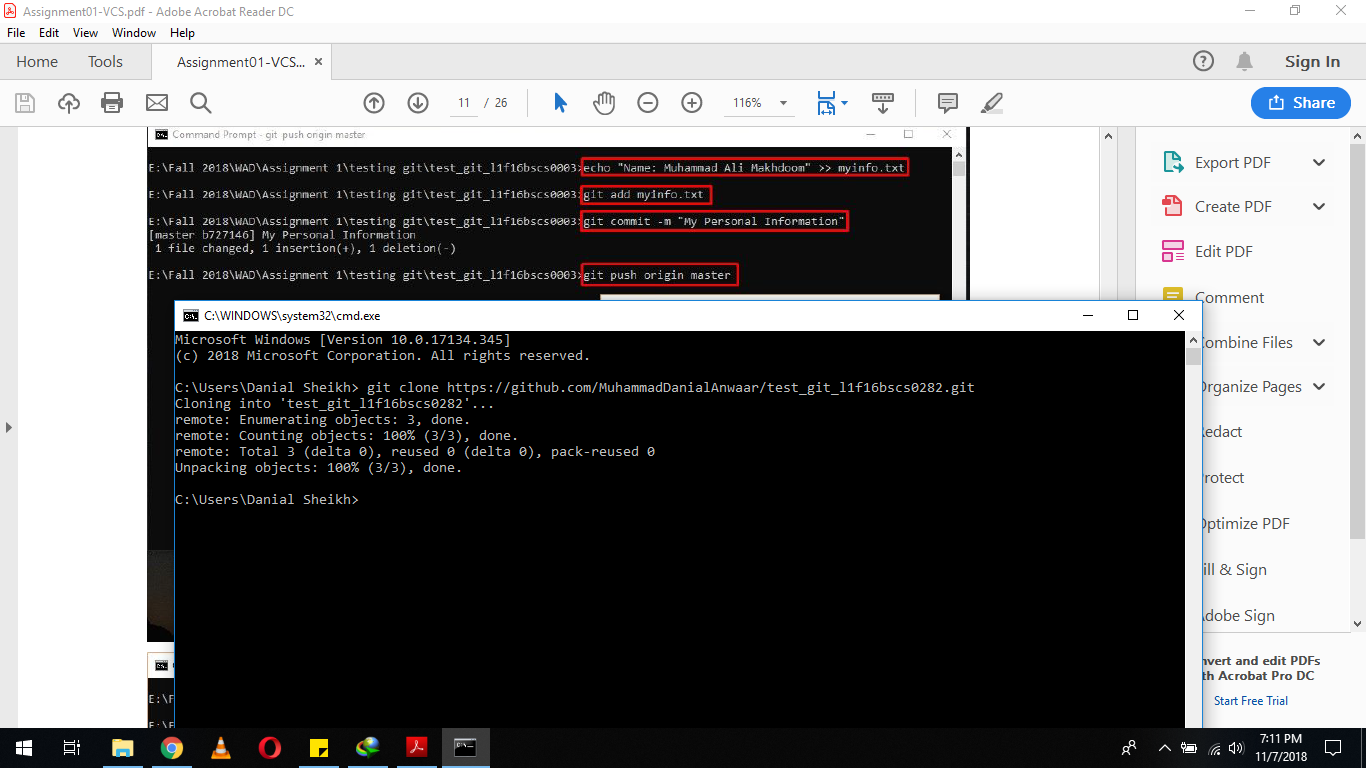 Assignment01-VCS.pdf - Adobe Acrobat Reader DC
File Edit View Window Help
Home Tools Assignment01-VCS... × Sign In
11 / 26 116% Share
Command Prompt - git push origin master
E:\Fall 2018\WAD\Assignment 1\testing git\test_git_l1f16bscs0003>echo "Name: Muhammad Ali Makhdoom" >> myinfo.txt
E:\Fall 2018\WAD\Assignment 1\testing git\test_git_l1f16bscs0003>git add myinfo.txt
E:\Fall 2018\WAD\Assignment 1\testing git\test_git_l1f16bscs0003>git commit -m "My Personal Information"
[master b727146] My Personal Information
1 file changed, 1 insertion(+), 1 deletion(-)
E:\Fall 2018\WAD\Assignment 1\testing git\test_git_l1f16bscs0003>git push origin master
C:\WINDOWS\system32\cmd.exe
Microsoft Windows [Version 10.0.17134.345]
(c) 2018 Microsoft Corporation. All rights reserved.
C:\Users\Danial Sheikh> git clone https://github.com/MuhammadDanialAnwaar/test_git_l1f16bscs0282.git
Cloning into 'test_git_l1f16bscs0282'...
remote: Enumerating objects: 3, done.
remote: Counting objects: 100% (3/3), done.
remote: Total 3 (delta 0), reused 0 (delta 0), pack-reused 0
Unpacking objects: 100% (3/3), done.
C:\Users\Danial Sheikh>
E:\F
E:\F
Export PDF
Create PDF
Edit PDF
Comment
ombine Files
rganize Pages
edact
rotect
ptimize PDF
ill & Sign
dobe Sign
nvert and edit PDFs
th Acrobat Pro DC
Start Free Trial
7:11 PM
11/7/2018